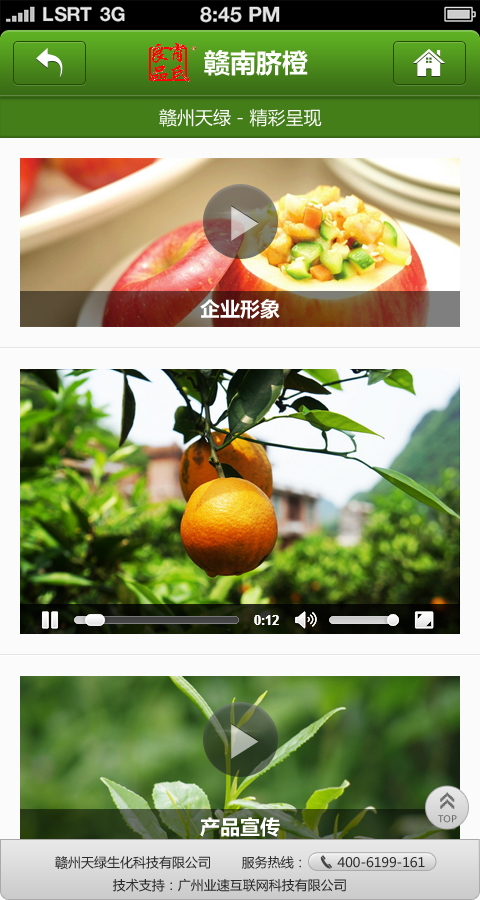 LSRT 3G 8:45 PM
赣南脐橙
赣州天绿 - 精彩呈现
企业形象
0:12
产品宣传
TOP
赣州天绿生化科技有限公司 服务热线： 400-6199-161
技术支持：广州业速互联网科技有限公司